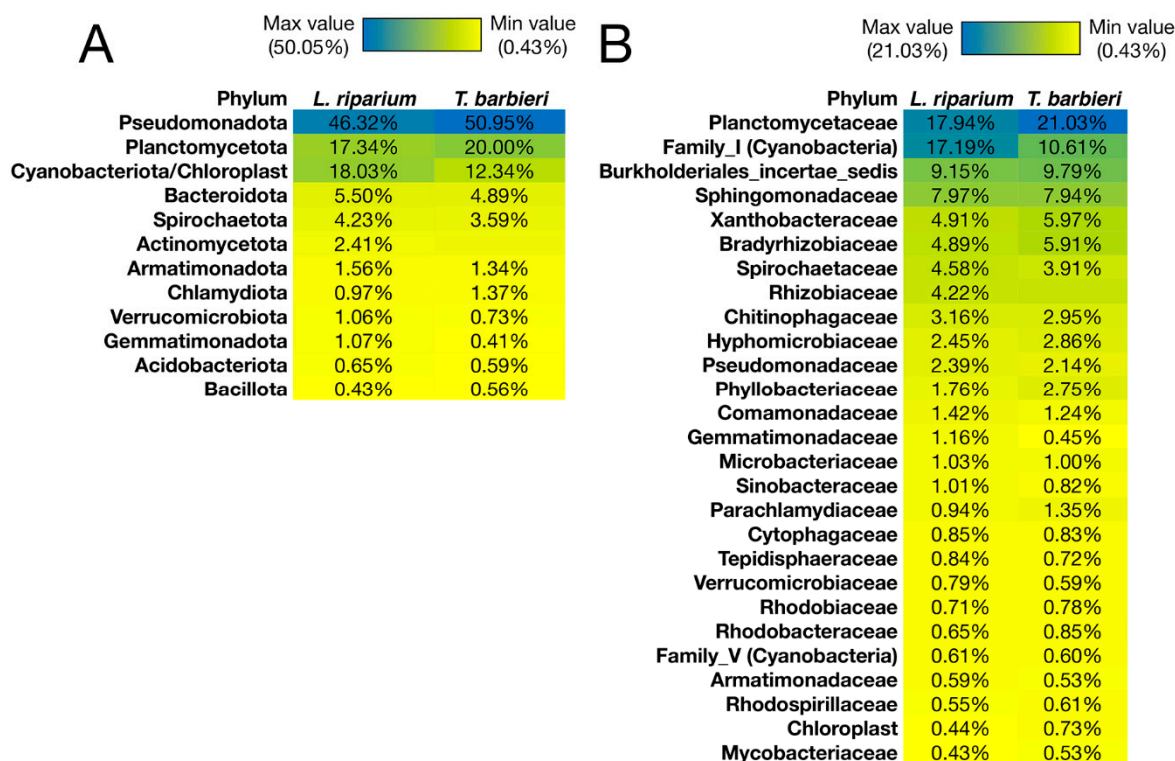 A
Max value
(50.05%)
Min value
(0.43%)
Phylum L. riparium T. barbieri
Pseudomonadota 46.32% 50.95%
Planctomycetota 17.34% 20.00%
Cyanobacteriota/Chloroplast 18.03% 12.34%
Bacteroidota 5.50% 4.89%
Spirochaetota 4.23% 3.59%
Actinomycetota 2.41%
Armatimonadota 1.56% 1.34%
Chlamydiota 0.97% 1.37%
Verrucomicrobiota 1.06% 0.73%
Gemmatimonadota 1.07% 0.41%
Acidobacteriota 0.65% 0.59%
Bacillota 0.43% 0.56%
B
Max value
(21.03%)
Min value
(0.43%)
Phylum L. riparium T. barbieri
Planctomycetaceae 17.94% 21.03%
Family_I (Cyanobacteria) 17.19% 10.61%
Burkholderiales_incertae_sedis 9.15% 9.79%
Sphingomonadaceae 7.97% 7.94%
Xanthobacteraceae 4.91% 5.97%
Bradyrhizobiaceae 4.89% 5.91%
Spirochaetaceae 4.58% 3.91%
Rhizobiaceae 4.22%
Chitinophagaceae 3.16% 2.95%
Hyphomicrobiaceae 2.45% 2.86%
Pseudomonadaceae 2.39% 2.14%
Phyllobacteriaceae 1.76% 2.75%
Comamonadaceae 1.42% 1.24%
Gemmatimonadaceae 1.16% 0.45%
Microbacteriaceae 1.03% 1.00%
Sinobacteraceae 1.01% 0.82%
Parachlamydiaceae 0.94% 1.35%
Cytophagaceae 0.85% 0.83%
Tepidisphaeraceae 0.84% 0.72%
Verrucomicrobiaceae 0.79% 0.59%
Rhodobiaceae 0.71% 0.78%
Rhodobacteraceae 0.65% 0.85%
Family_V (Cyanobacteria) 0.61% 0.60%
Armatimonadaceae 0.59% 0.53%
Rhodospirillaceae 0.55% 0.61%
Chloroplast 0.44% 0.73%
Mycobacteriaceae 0.43% 0.53%